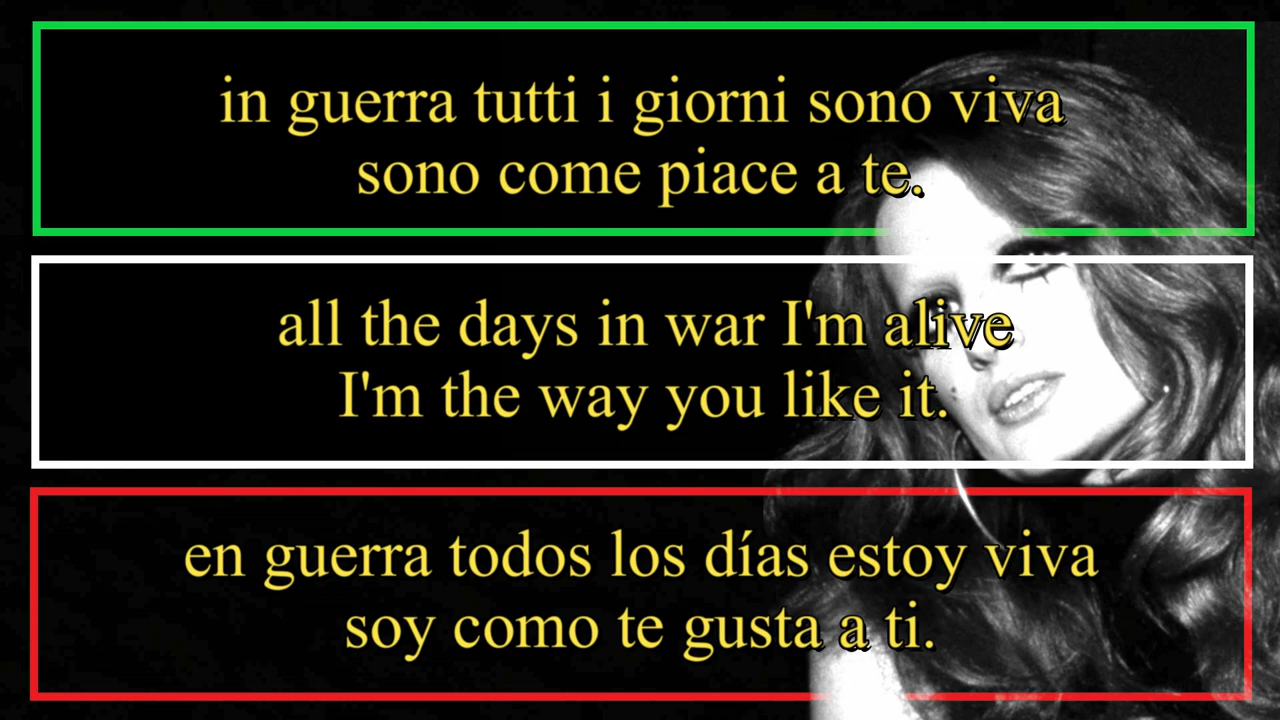 in guerra tutti i giorni sono viva
sono come piace a te.
all the days in war I'm alive
I'm the way you like it.
en guerra todos los días estoy viva
soy como te gusta a ti.